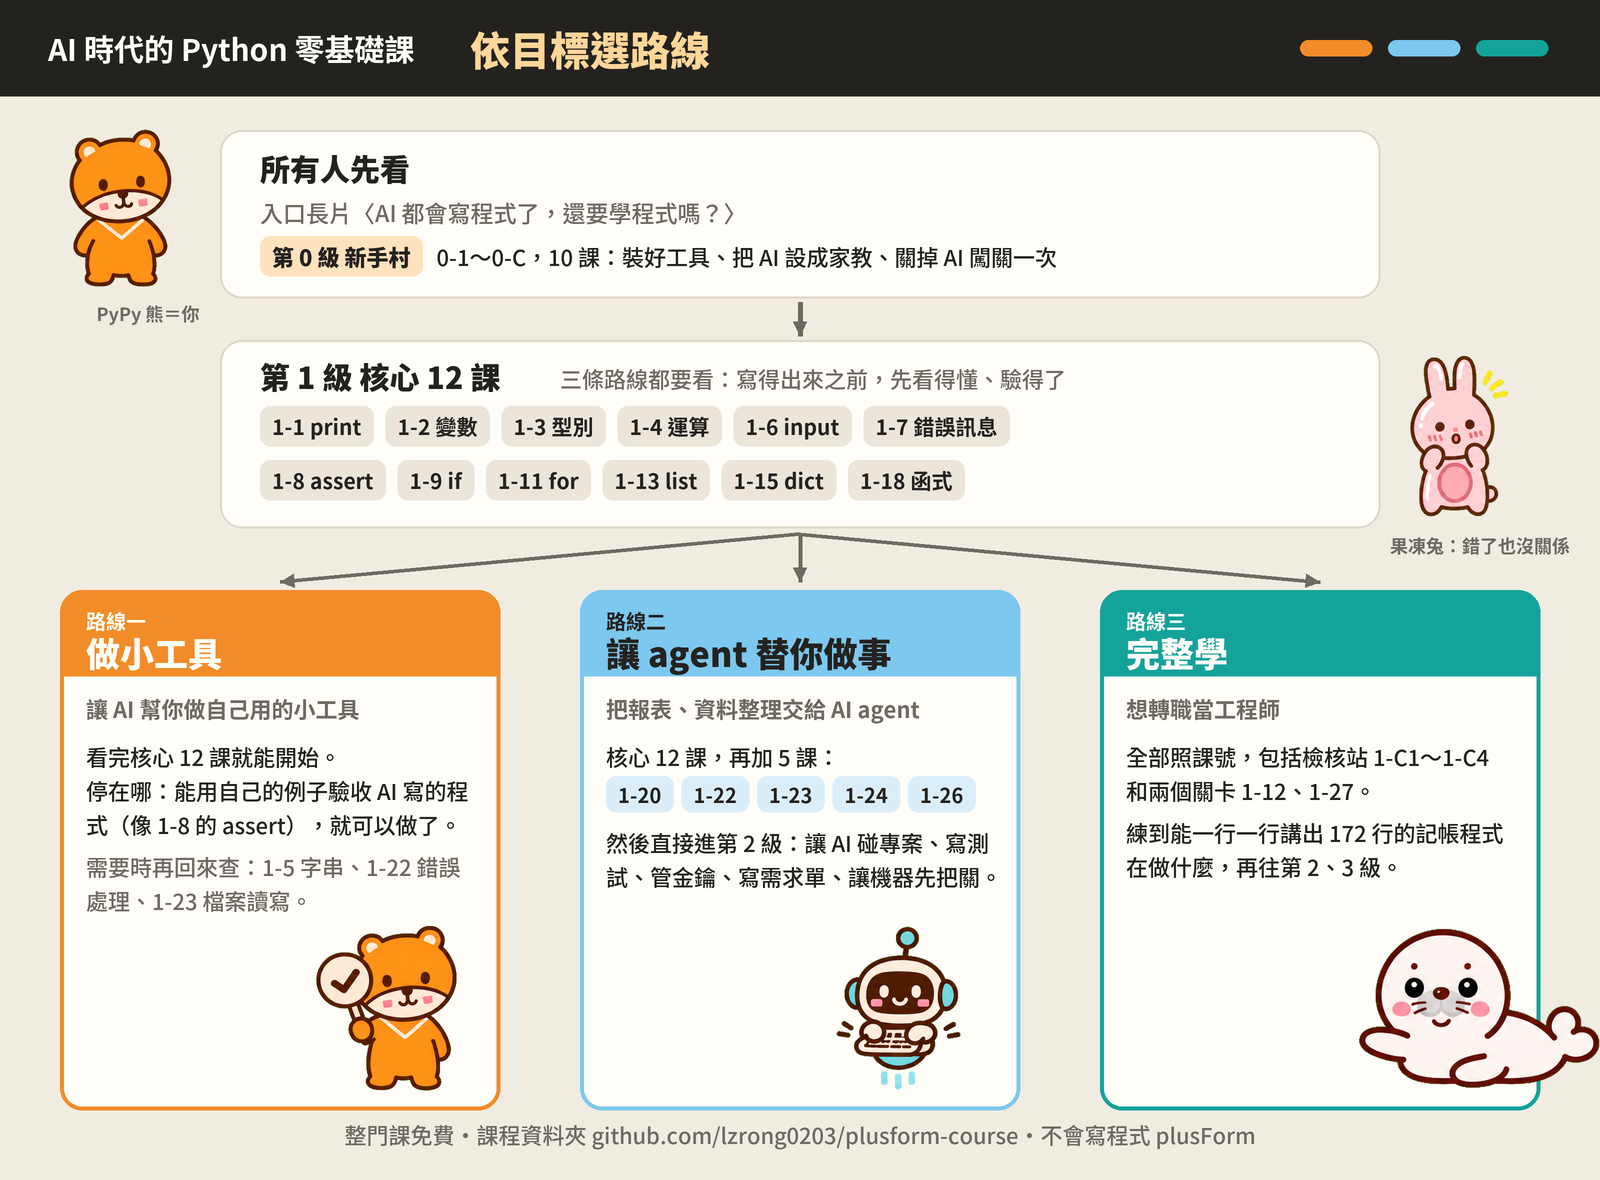 AI 時代的 Python 零基礎課
依目標選路線
所有人先看
入口長片〈AI 都會寫程式了，還要學程式嗎？〉
第 0 級 新手村 0-1～0-C，10 課：裝好工具、把 AI 設成家教、關掉 AI 闖關一次
PyPy 熊＝你
第 1 級 核心 12 課 三條路線都要看：寫得出來之前，先看得懂、驗得了
1-1 print 1-2 變數 1-3 型別 1-4 運算 1-6 input 1-7 錯誤訊息
1-8 assert 1-9 if 1-11 for 1-13 list 1-15 dict 1-18 函式
果凍兔：錯了也沒關係
路線一
做小工具
讓 AI 幫你做自己用的小工具
看完核心 12 課就能開始。
停在哪：能用自己的例子驗收 AI 寫的程
式（像 1-8 的 assert），就可以做了。
需要時再回來查：1-5 字串、1-22 錯誤
處理、1-23 檔案讀寫。
路線二
讓 agent 替你做事
把報表、資料整理交給 AI agent
核心 12 課，再加 5 課：
1-20 1-22 1-23 1-24 1-26
然後直接進第 2 級：讓 AI 碰專案、寫測
試、管金鑰、寫需求單、讓機器先把關。
路線三
完整學
想轉職當工程師
全部照課號，包括檢核站 1-C1～1-C4
和兩個關卡 1-12、1-27。
練到能一行一行講出 172 行的記帳程式
在做什麼，再往第 2、3 級。
整門課免費・課程資料夾 github.com/lzrong0203/plusform-course・不會寫程式 plusForm